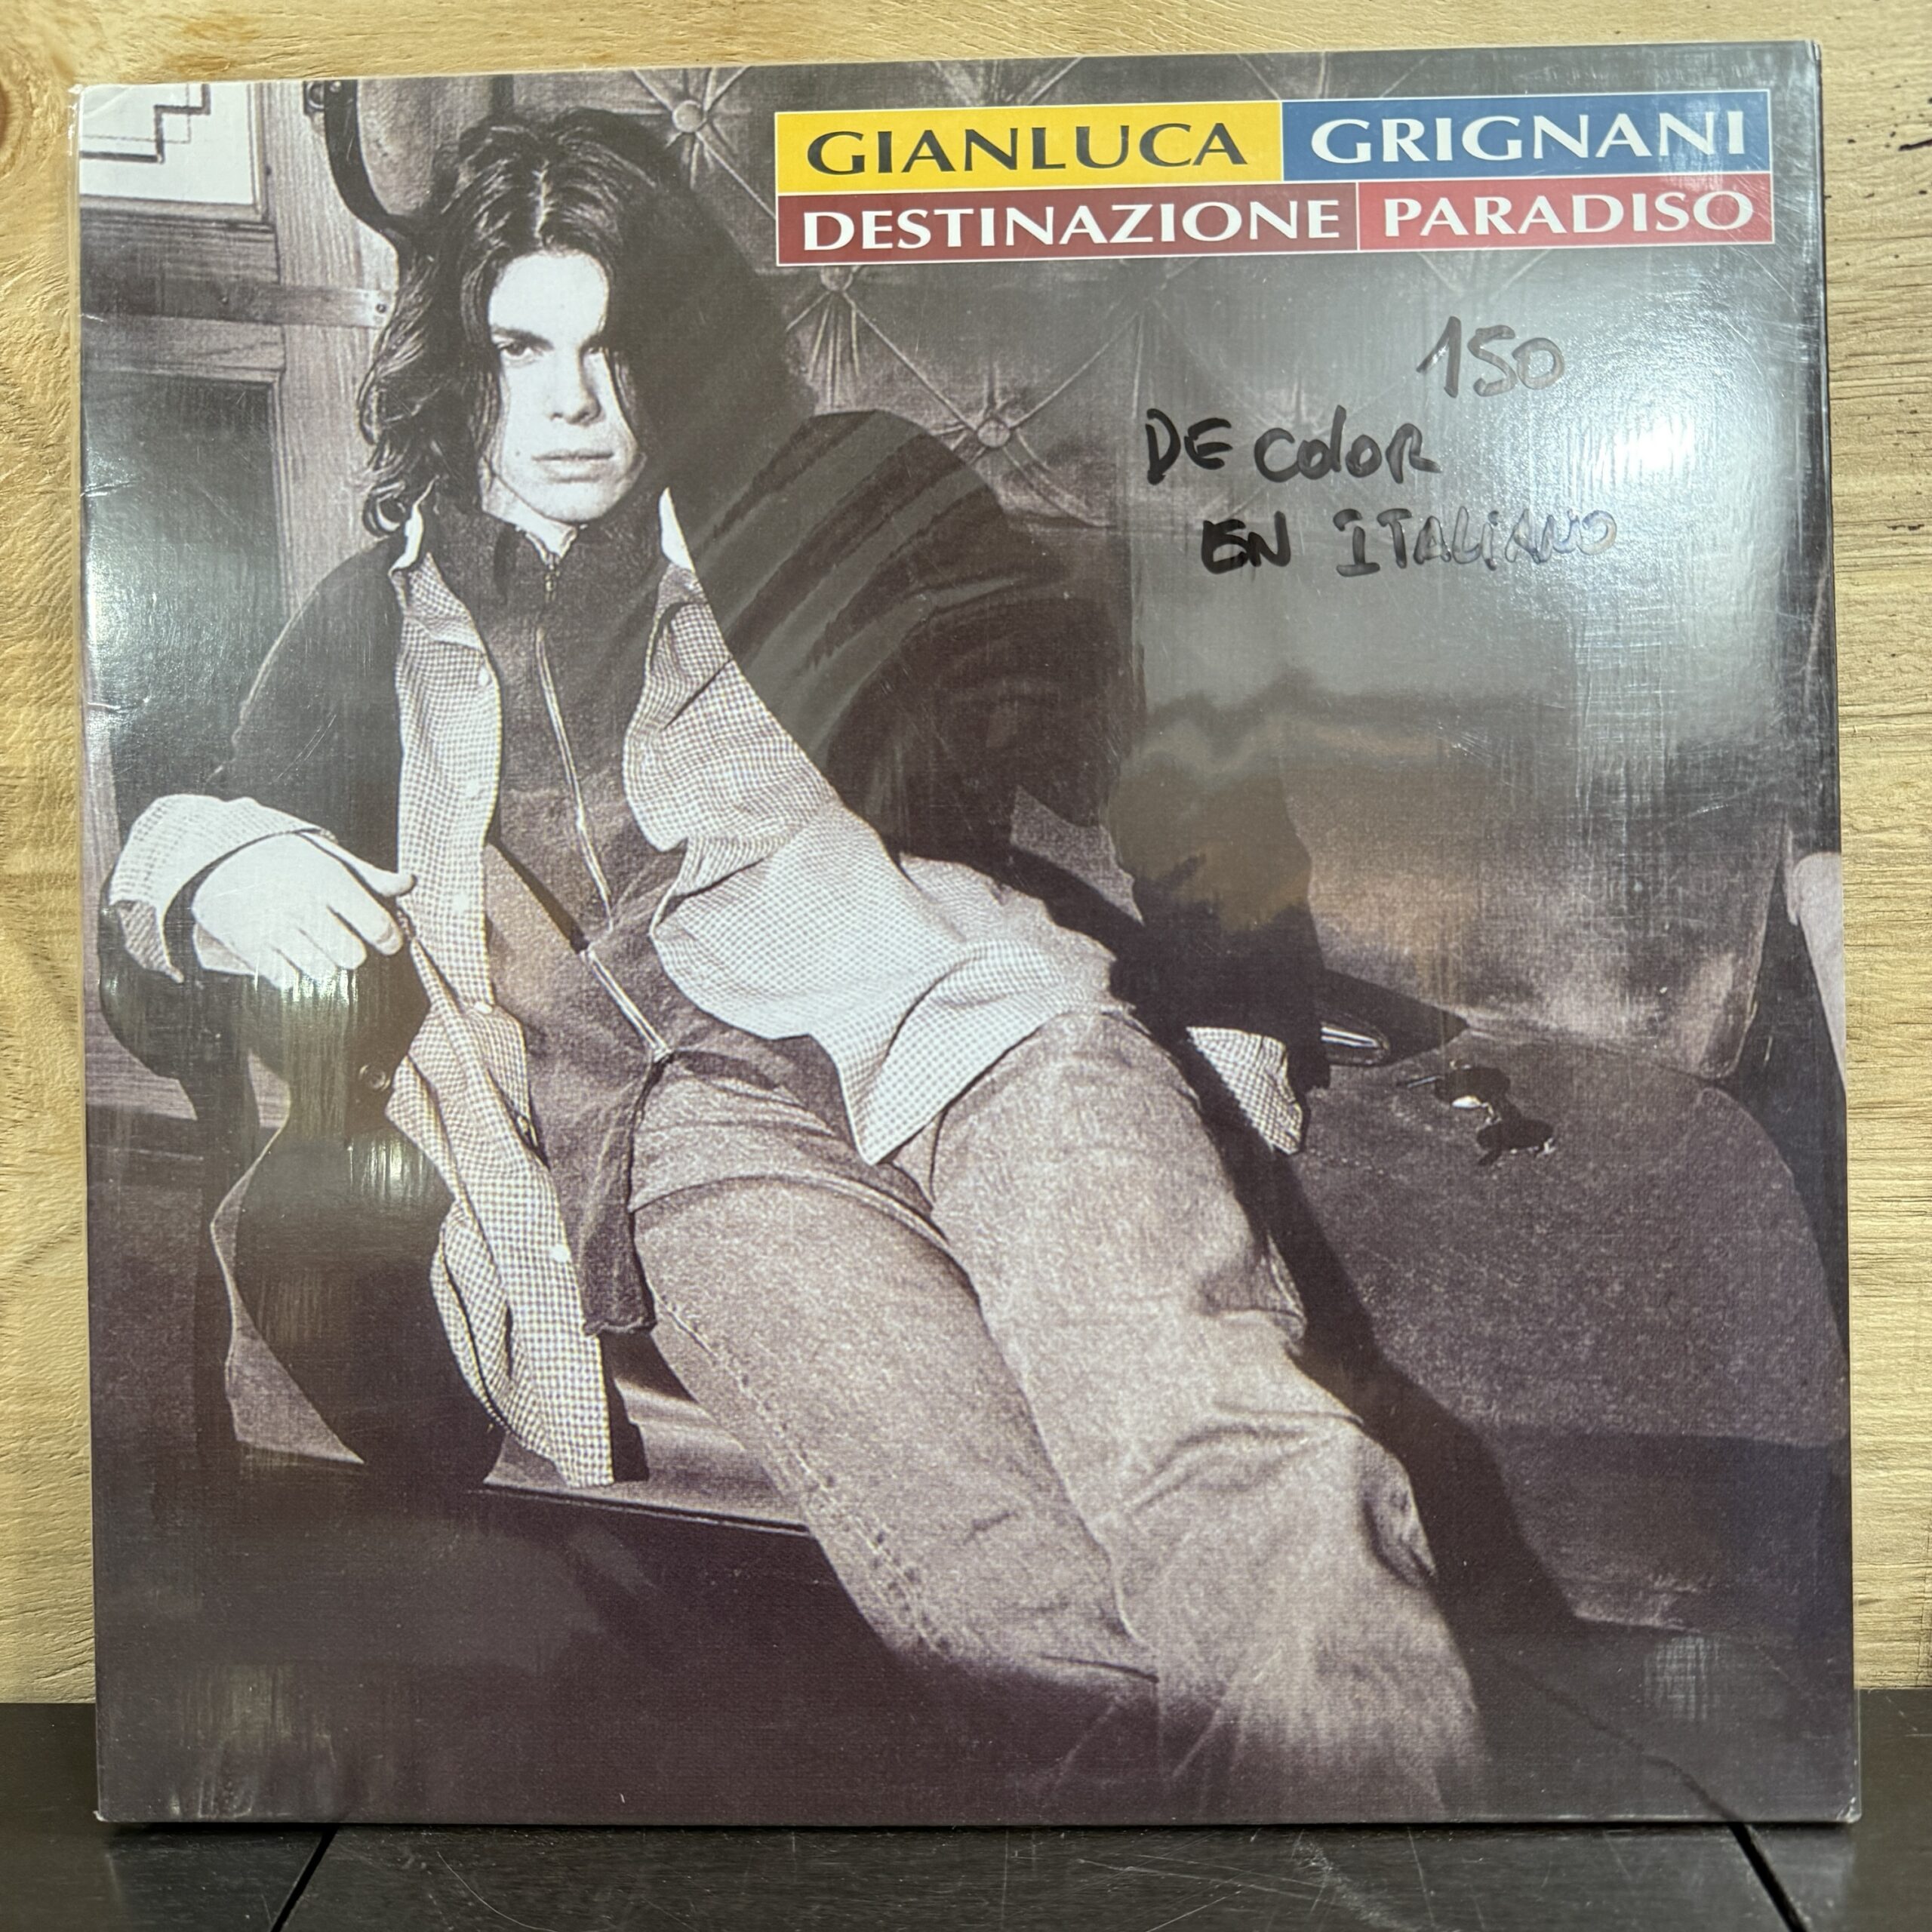 GIANLUCA GRIGNANI
DESTINAZIONE PARADISO
150
DE COLOR
EN ITALIANO